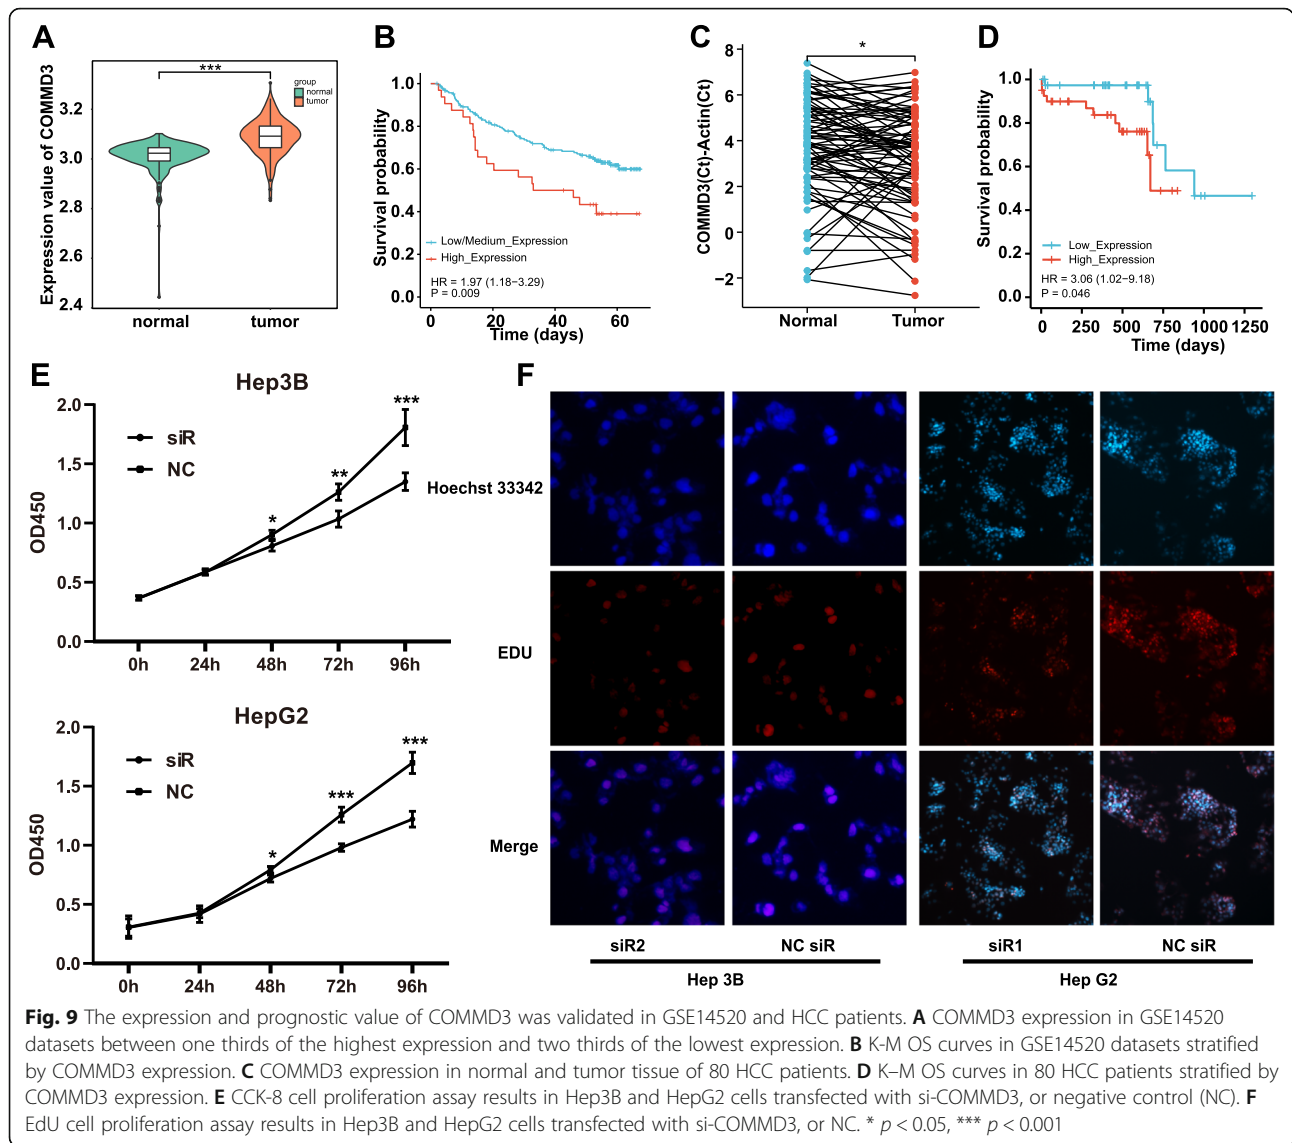 A
Expression value of COMMD3
3.2
3.0
2.8
2.6
2.4
***
group
normal
tumor
normal
tumor
B
Survival probability
1.0
0.8
0.6
0.4
0.2
0.0
Low/Medium_Expression
High_Expression
HR = 1.97 (1.18−3.29)
P = 0.009
0
20
40
60
Time (days)
C
COMMD3(Ct)-Actin(Ct)
8
6
4
2
0
−2
*
Normal
Tumor
D
Survival probability
1.0
0.8
0.6
0.4
0.2
0.0
Low_Expression
High_Expression
HR = 3.06 (1.02−9.18)
P = 0.046
0 250 500 750 1000 1250
Time (days)
E
Hep3B
OD450
2.0
1.5
1.0
0.5
0.0
siR
NC
*
**
***
0h 24h 48h 72h 96h
HepG2
OD450
2.0
1.5
1.0
0.5
0.0
siR
NC
*
***
***
0h 24h 48h 72h 96h
F
Hoechst 33342
EDU
Merge
siR2 NC siR siR1 NC siR
Hep 3B Hep G2
Fig. 9 The expression and prognostic value of COMMD3 was validated in GSE14520 and HCC patients. A COMMD3 expression in GSE14520
datasets between one thirds of the highest expression and two thirds of the lowest expression. B K-M OS curves in GSE14520 datasets stratified
by COMMD3 expression. C COMMD3 expression in normal and tumor tissue of 80 HCC patients. D K–M OS curves in 80 HCC patients stratified by
COMMD3 expression. E CCK-8 cell proliferation assay results in Hep3B and HepG2 cells transfected with si-COMMD3, or negative control (NC). F
EdU cell proliferation assay results in Hep3B and HepG2 cells transfected with si-COMMD3, or NC. * p < 0.05, *** p < 0.001